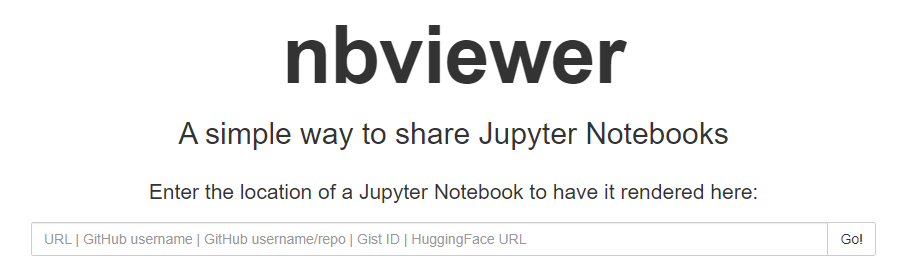 nbviewer
A simple way to share Jupyter Notebooks
Enter the location of a Jupyter Notebook to have it rendered here:
URL | GitHub username | GitHub username/repo | Gist ID | HuggingFace URL Go!